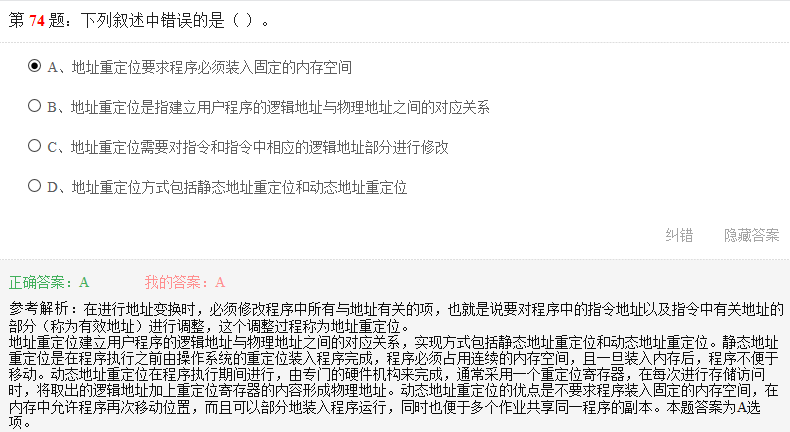 第 74 题：下列叙述中错误的是（ ）。
A、地址重定位要求程序必须装入固定的内存空间
B、地址重定位是指建立用户程序的逻辑地址与物理地址之间的对应关系
C、地址重定位需要对指令和指令中相应的逻辑地址部分进行修改
D、地址重定位方式包括静态地址重定位和动态地址重定位
纠错 隐藏答案
正确答案：A 我的答案：A
参考解析：在进行地址变换时，必须修改程序中所有与地址有关的项，也就是说要对程序中的指令地址以及指令中有关地址的
部分（称为有效地址）进行调整，这个调整过程称为地址重定位。
地址重定位建立用户程序的逻辑地址与物理地址之间的对应关系，实现方式包括静态地址重定位和动态地址重定位。静态地址
重定位是在程序执行之前由操作系统的重定位装入程序完成，程序必须占用连续的内存空间，且一旦装入内存后，程序不便于
移动。动态地址重定位在程序执行期间进行，由专门的硬件机构来完成，通常采用一个重定位寄存器，在每次进行存储访问
时，将取出的逻辑地址加上重定位寄存器的内容形成物理地址。动态地址重定位的优点是不要求程序装入固定的内存空间，在
内存中允许程序再次移动位置，而且可以部分地装入程序运行，同时也便于多个作业共享同一程序的副本。本题答案为A选
项。